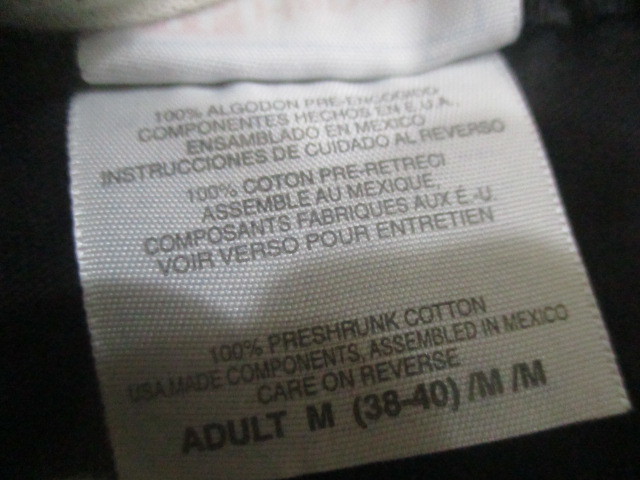 100% ALGODON PRE-ENCOGIDO
COMPONENTES HECHOS EN E.U.A.,
ENSAMBLADO EN MEXICO
INSTRUCCIONES DE CUIDADO AL REVERSO
100% COTON PRE-RETRECI
ASSEMBLE AU MEXIQUE,
COMPOSANTS FABRIQUES AUX É.-U.
VOIR VERSO POUR ENTRETIEN
100% PRESHRUNK COTTON
USA.MADE COMPONENTS, ASSEMBLED IN MEXICO
CARE ON REVERSE
ADULT M (38-40) /M /M